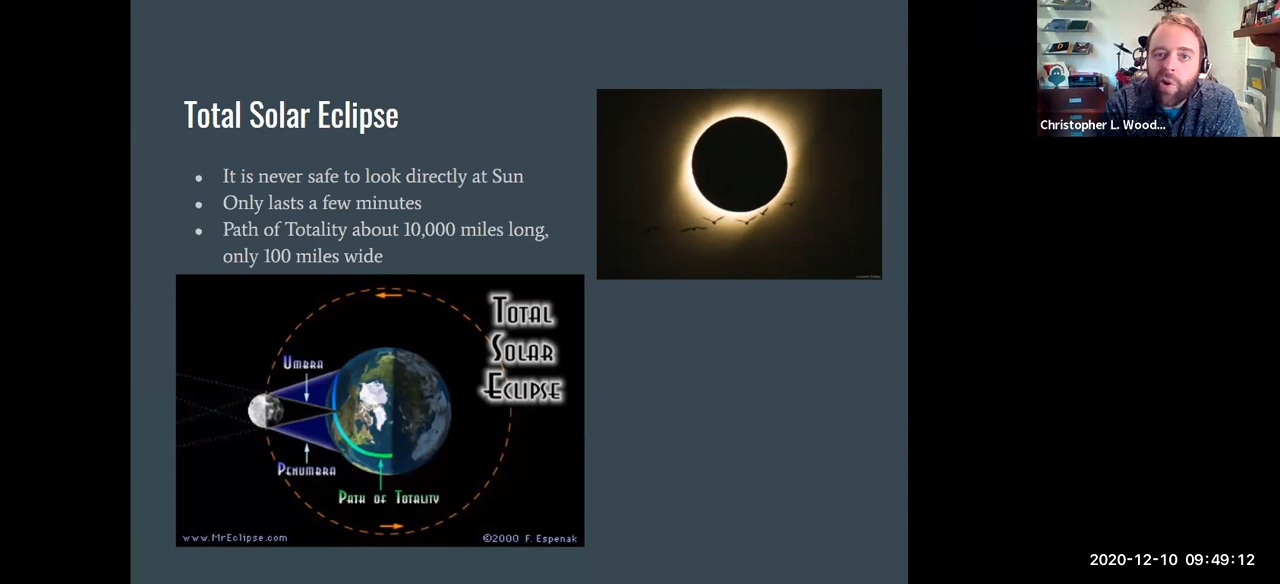 Total Solar Eclipse
● It is never safe to look directly at Sun
● Only lasts a few minutes
● Path of Totality about 10,000 miles long,
only 100 miles wide
Total
Solar
Eclipse
Umbra
Penumbra
Path of Totality
www.MrEclipse.com
©2000 F. Espenak
Christopher L. Wood...
2020-12-10 09:49:12